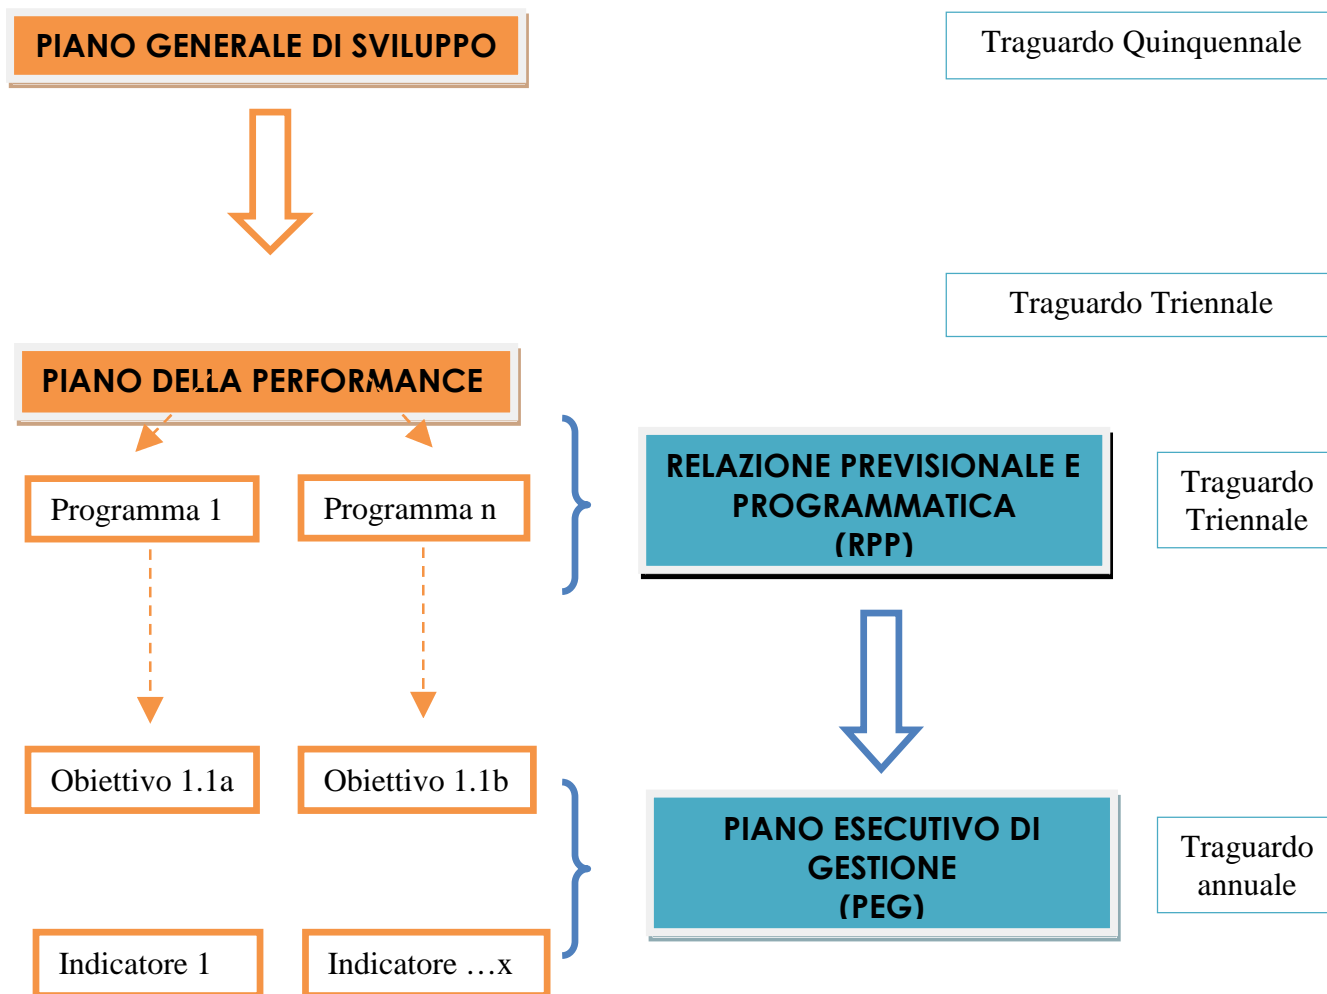 PIANO GENERALE DI SVILUPPO
Traguardo Quinquennale
Traguardo Triennale
PIANO DELLA PERFORMANCE
RELAZIONE PREVISIONALE E
PROGRAMMATICA
(RPP)
Traguardo
Triennale
Programma 1
Programma n
Obiettivo 1.1a
Obiettivo 1.1b
PIANO ESECUTIVO DI
GESTIONE
(PEG)
Traguardo
annuale
Indicatore 1
Indicatore …x